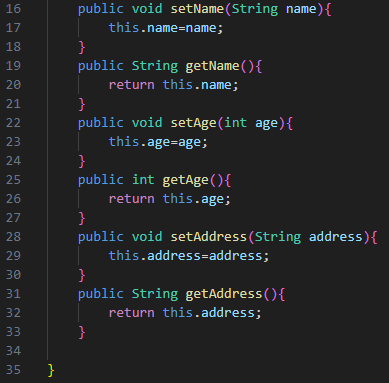 16 public void setName(String name){
17 this.name=name;
18 }
19 public String getName(){
20 return this.name;
21 }
22 public void setAge(int age){
23 this.age=age;
24 }
25 public int getAge(){
26 return this.age;
27 }
28 public void setAddress(String address){
29 this.address=address;
30 }
31 public String getAddress(){
32 return this.address;
33 }
34
35 }